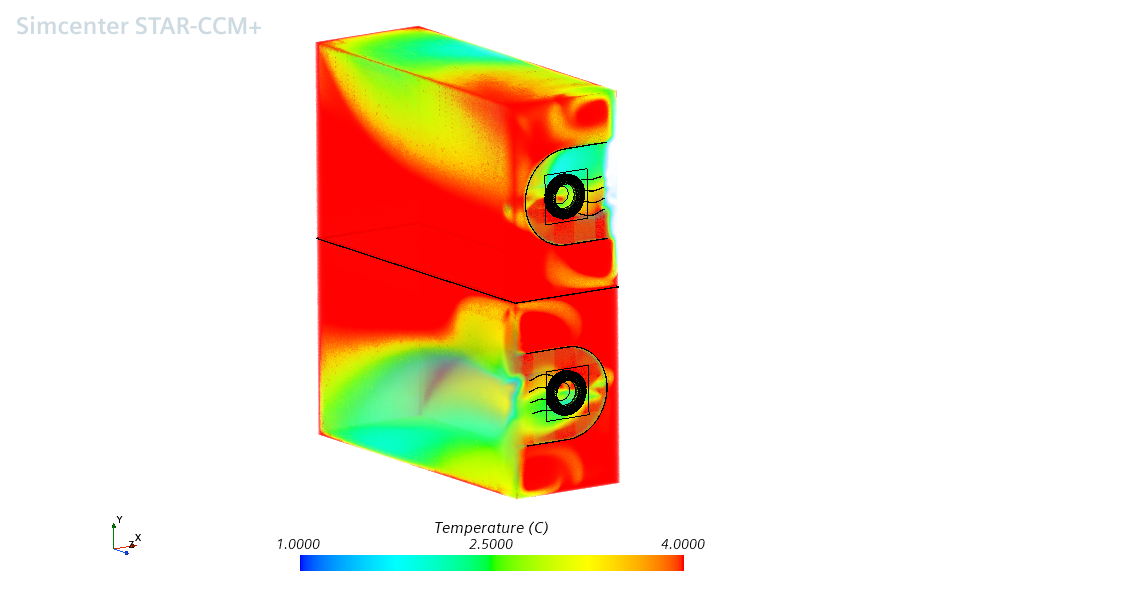 Simcenter STAR-CCM+
Y
X
Z
Temperature (C)
1.0000 2.5000 4.0000